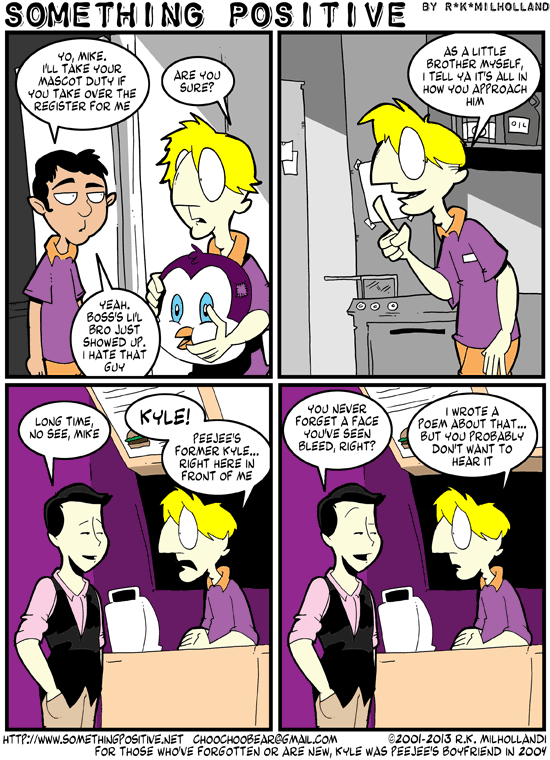 SOMETHING POSITIVE BY R*K*MILHOLLAND
YO, MIKE.
I'LL TAKE YOUR
MASCOT DUTY IF
YOU TAKE OVER THE
REGISTER FOR ME
ARE YOU
SURE?
YEAH.
BOSS'S LI'L
BRO JUST
SHOWED UP.
I HATE THAT
GUY
AS A LITTLE
BROTHER MYSELF,
I TELL YA IT'S ALL IN
HOW YOU APPROACH
HIM
OIL
LONG TIME,
NO SEE, MIKE
KYLE!
PEEJEE'S
FORMER KYLE...
RIGHT HERE IN
FRONT OF ME
YOU NEVER
FORGET A FACE
YOU'VE SEEN
BLEED, RIGHT?
I WROTE A
POEM ABOUT THAT...
BUT YOU PROBABLY
DON'T WANT TO
HEAR IT
HTTP://WWW.SOMETHINGPOSITIVE.NET CHOOCHOOBEAR@GMAIL.COM ©2001-2013 R.K. MILHOLLAND
FOR THOSE WHO'VE FORGOTTEN OR ARE NEW, KYLE WAS PEEJEE'S BOYFRIEND IN 2004